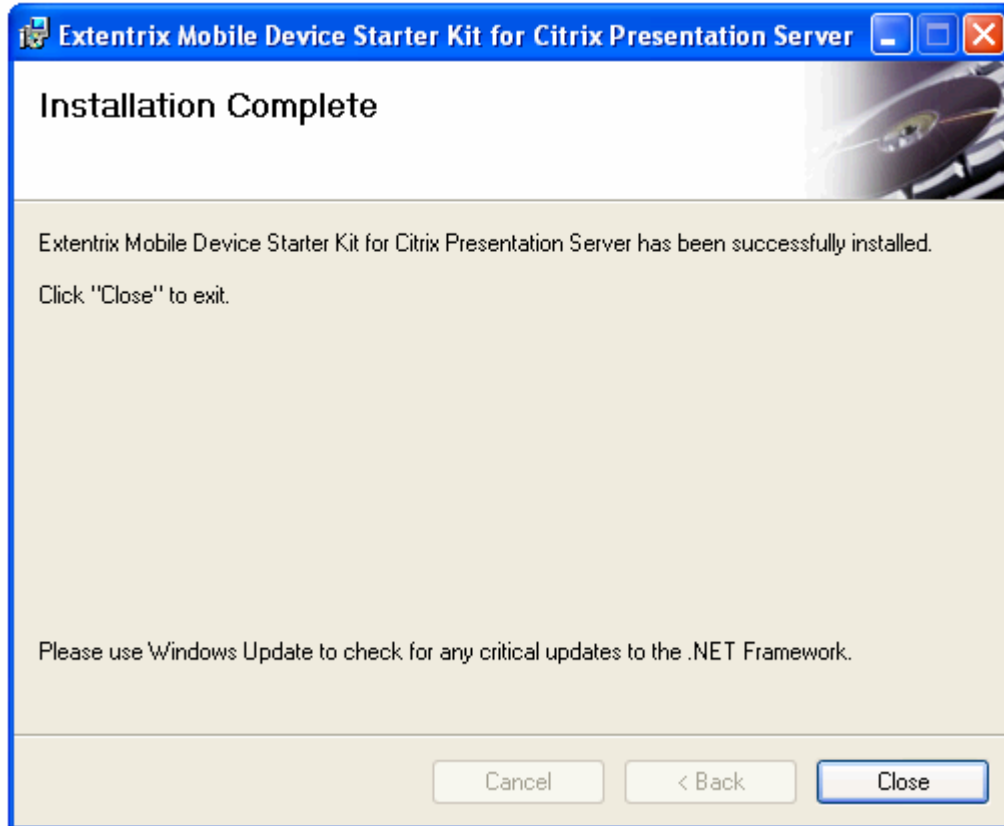 Extentrix Mobile Device Starter Kit for Citrix Presentation Server
Installation Complete
Extentrix Mobile Device Starter Kit for Citrix Presentation Server has been successfully installed.
Click "Close" to exit.
Please use Windows Update to check for any critical updates to the .NET Framework.
Cancel
< Back
Close